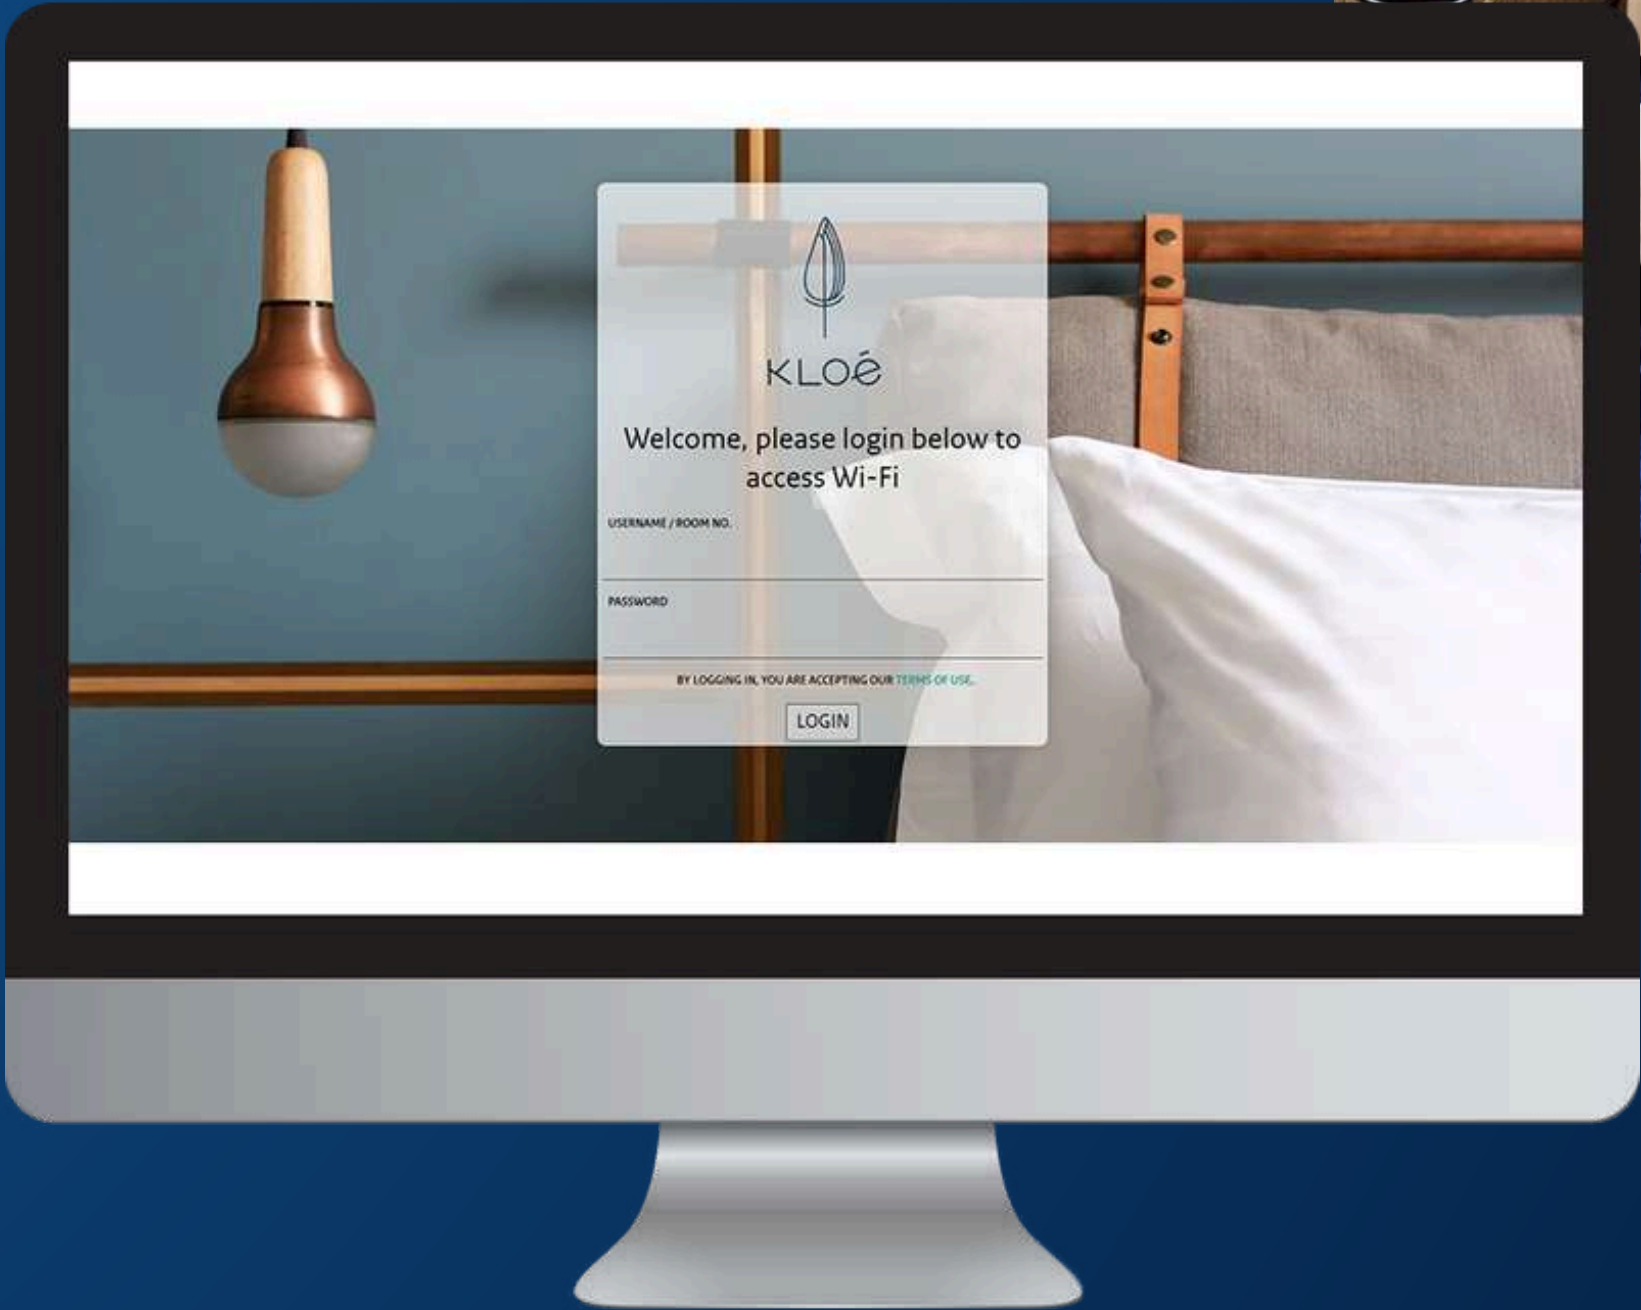 KLOé
Welcome, please login below to
access Wi-Fi
USERNAME / ROOM NO.
PASSWORD
BY LOGGING IN, YOU ARE ACCEPTING OUR TERMS OF USE.
LOGIN